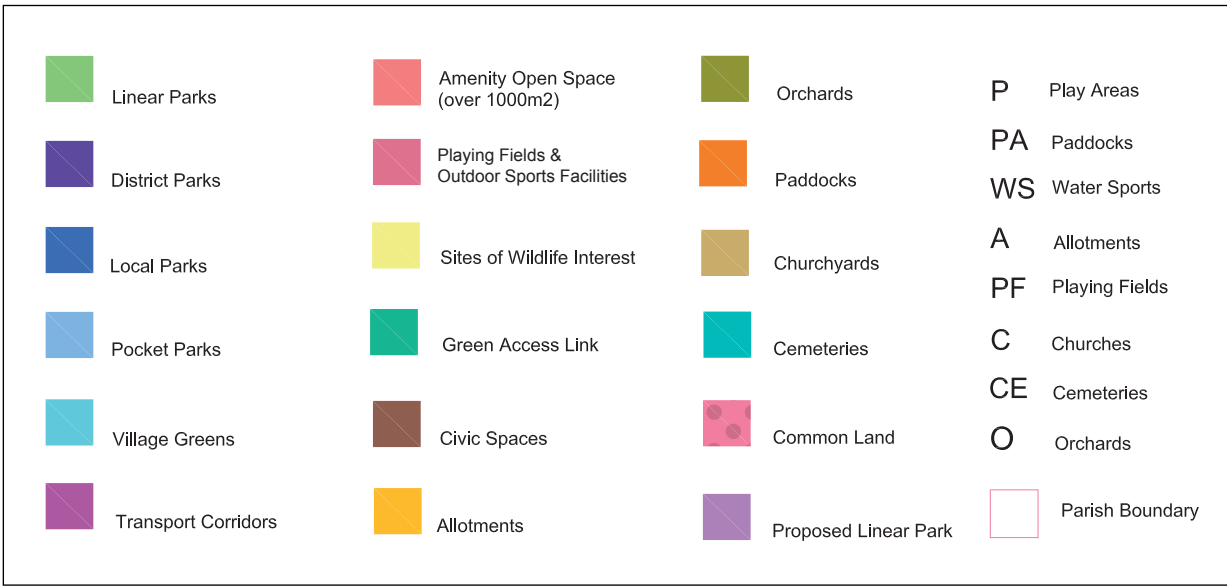 Linear Parks
District Parks
Local Parks
Pocket Parks
Village Greens
Transport Corridors
Amenity Open Space
(over 1000m2)
Playing Fields &
Outdoor Sports Facilities
Sites of Wildlife Interest
Green Access Link
Civic Spaces
Allotments
Orchards
Paddocks
Churchyards
Cemeteries
Common Land
Proposed Linear Park
P Play Areas
PA Paddocks
WS Water Sports
A Allotments
PF Playing Fields
C Churches
CE Cemeteries
O Orchards
Parish Boundary